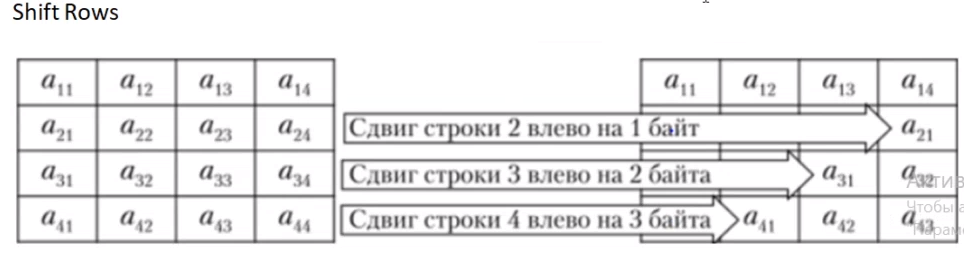 Shift Rows
a11 a12 a13 a14 a11 a12 a13 a14
a21 a22 a23 a24 Сдвиг строки 2 влево на 1 байт a21
a31 a32 a33 a34 Сдвиг строки 3 влево на 2 байта a31 a32
a41 a42 a43 a44 Сдвиг строки 4 влево на 3 байта a41 a42 a43
Чтобы